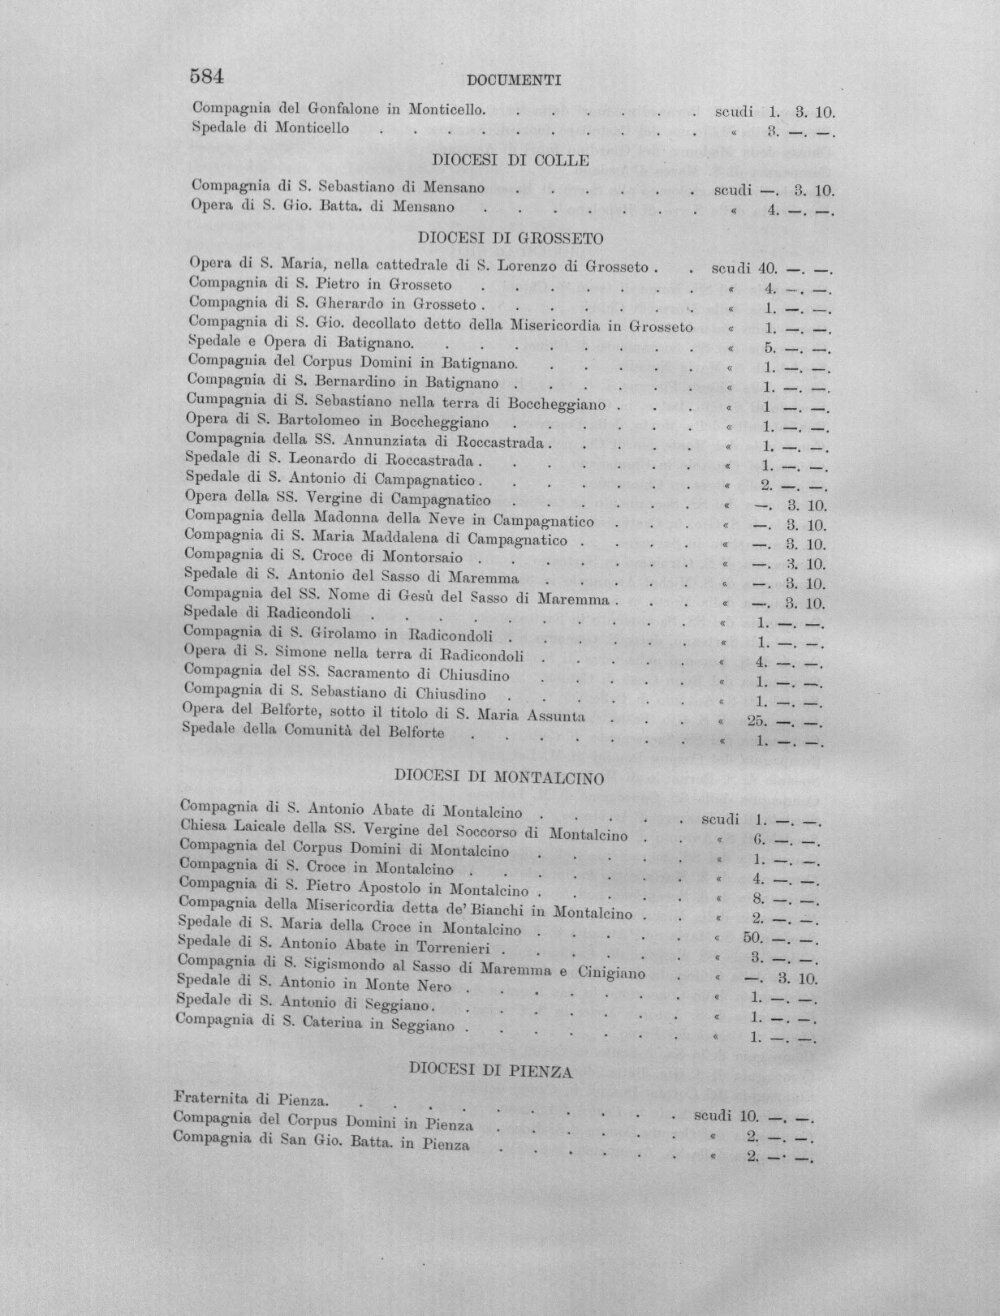 584 DOCUMENTI
Compagnia del Gonfalone in Monticello. . . . . . . scudi 1. 3. 10.
Spedale di Monticello . . . . . . . . . . « 3. —. —.
DIOCESI DI COLLE
Compagnia di S. Sebastiano di Mensano . . . . . . scudi —. 3. 10.
Opera di S. Gio. Batta. di Mensano . . . . . . . « 4. —. —.
DIOCESI DI GROSSETO
Opera di S. Maria, nella cattedrale di S. Lorenzo di Grosseto . . scudi 40. —. —.
Compagnia di S. Pietro in Grosseto . . . . . . . « 4. —. —.
Compagnia di S. Gherardo in Grosseto . . . . . . . « 1. —. —.
Compagnia di S. Gio. decollato detto della Misericordia in Grosseto « 1. —. —.
Spedale e Opera di Batignano. . . . . . . . . « 5. —. —.
Compagnia del Corpus Domini in Batignano. . . . . . « 1. —. —.
Compagnia di S. Bernardino in Batignano . . . . . . « 1. —. —.
Cumpagnia di S. Sebastiano nella terra di Boccheggiano . . . « 1 —. —.
Opera di S. Bartolomeo in Boccheggiano . . . . . . « 1. —. —.
Compagnia della SS. Annunziata di Roccastrada . . . . . « 1. —. —.
Spedale di S. Leonardo di Roccastrada . . . . . . . « 1. —. —.
Spedale di S. Antonio di Campagnatico . . . . . . . « 2. —. —.
Opera della SS. Vergine di Campagnatico . . . . . . « —. 3. 10.
Compagnia della Madonna della Neve in Campagnatico . . . « —. 3. 10.
Compagnia di S. Maria Maddalena di Campagnatico . . . . « —. 3. 10.
Compagnia di S. Croce di Montorsaio . . . . . . . « —. 3. 10.
Spedale di S. Antonio del Sasso di Maremma . . . . . « —. 3. 10.
Compagnia del SS. Nome di Gesù del Sasso di Maremma . . . « —. 3. 10.
Spedale di Radicondoli . . . . . . . . . . « 1. —. —.
Compagnia di S. Girolamo in Radicondoli . . . . . . « 1. —. —.
Opera di S. Simone nella terra di Radicondoli . . . . . « 4. —. —.
Compagnia del SS. Sacramento di Chiusdino . . . . . « 1. —. —.
Compagnia di S. Sebastiano di Chiusdino . . . . . . « 1. —. —.
Opera del Belforte, sotto il titolo di S. Maria Assunta . . . « 25. —. —.
Spedale della Comunità del Belforte . . . . . . . « 1. —. —.
DIOCESI DI MONTALCINO
Compagnia di S. Antonio Abate di Montalcino . . . . . scudi 1. —. —.
Chiesa Laicale della SS. Vergine del Soccorso di Montalcino . . « 6. —. —.
Compagnia del Corpus Domini di Montalcino . . . . . « 1. —. —.
Compagnia di S. Croce in Montalcino . . . . . . . « 4. —. —.
Compagnia di S. Pietro Apostolo in Montalcino . . . . . « 8. —. —.
Compagnia della Misericordia detta de' Bianchi in Montalcino . . « 2. —. —.
Spedale di S. Maria della Croce in Montalcino . . . . . « 50. —. —.
Spedale di S. Antonio Abate in Torrenieri . . . . . . « 3. —. —.
Compagnia di S. Sigismondo al Sasso di Maremma e Cinigiano . « —. 3. 10.
Spedale di S. Antonio in Monte Nero . . . . . . . « 1. —. —.
Spedale di S. Antonio di Seggiano. . . . . . . . « 1. —. —.
Compagnia di S. Caterina in Seggiano . . . . . . . « 1. —. —.
DIOCESI DI PIENZA
Fraternita di Pienza. . . . . . . . . . . scudi 10. —. —.
Compagnia del Corpus Domini in Pienza . . . . . . « 2. —. —.
Compagnia di San Gio. Batta. in Pienza . . . . . . « 2. —. —.